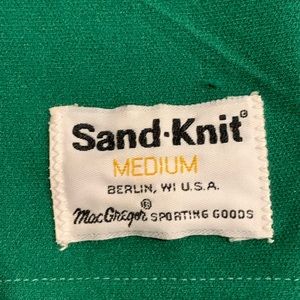 Sand·Knit®
MEDIUM
BERLIN, WI U.S.A.
®
MacGregor SPORTING GOODS